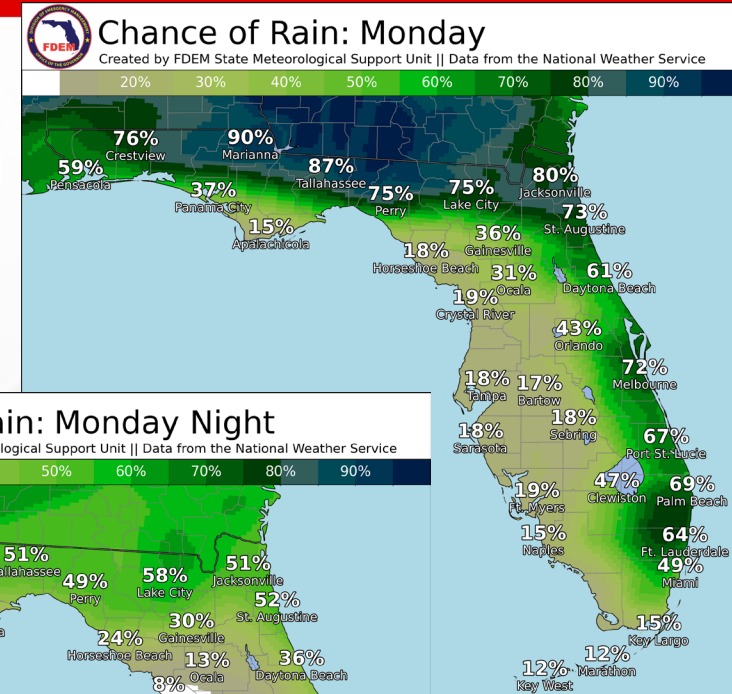 FDEM
Chance of Rain: Monday
Created by FDEM State Meteorological Support Unit || Data from the National Weather Service
20% 30% 40% 50% 60% 70% 80% 90%
76%
Crestview
90%
Marianna
59%
Pensacola
87%
Tallahassee
37%
Panama City
75%
Perry
75%
Lake City
80%
Jacksonville
15%
Apalachicola
73%
St. Augustine
36%
Gainesville
18%
Horseshoe Beach
31%
Ocala
61%
Daytona Beach
19%
Crystal River
43%
Orlando
72%
Melbourne
18%
Tampa
17%
Bartow
18%
Sebring
18%
Sarasota
67%
Port St. Lucie
47%
Clewiston
69%
Palm Beach
19%
Ft. Myers
15%
Naples
64%
Ft. Lauderdale
49%
Miami
15%
Key Largo
12%
Marathon
12%
Key West
ain: Monday Night
logical Support Unit || Data from the National Weather Service
50% 60% 70% 80% 90%
51%
allahassee
49%
Perry
58%
Lake City
51%
Jacksonville
52%
St. Augustine
30%
Gainesville
24%
Horseshoe Beach
13%
Ocala
36%
Daytona Beach
8%
a